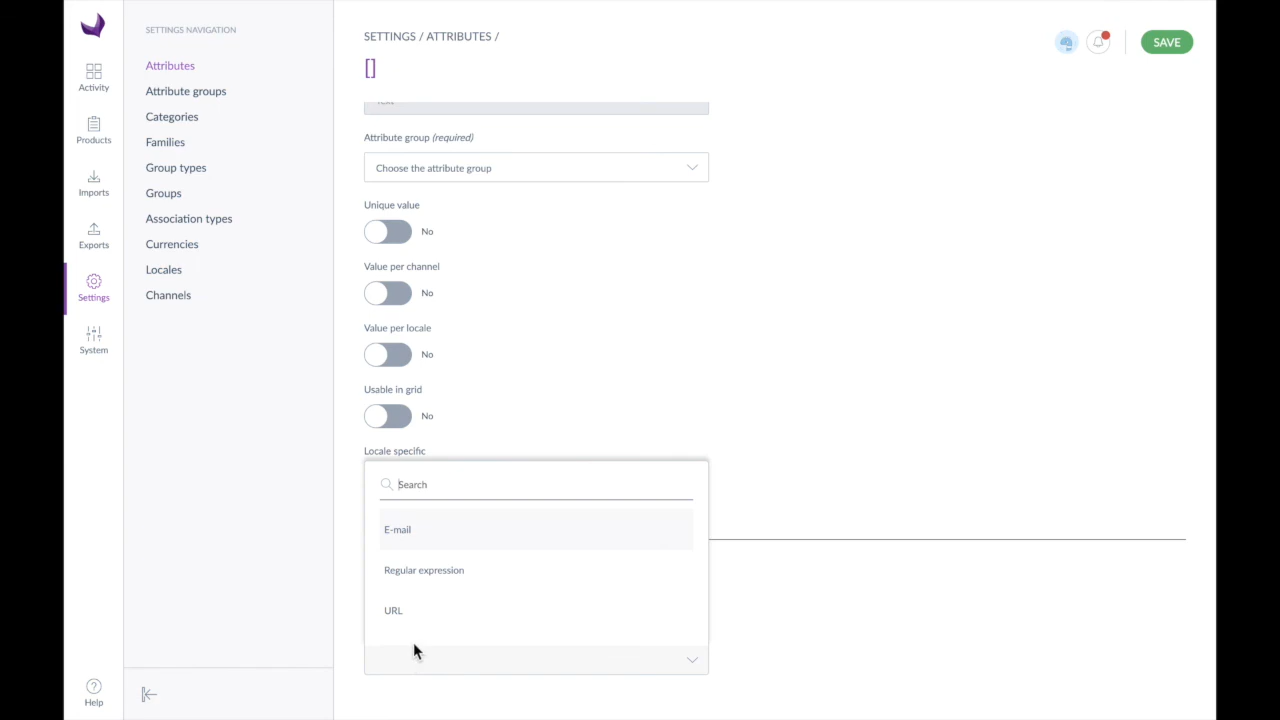 Activity
Products
Imports
Exports
Settings
System
Help
SETTINGS NAVIGATION
Attributes
Attribute groups
Categories
Families
Group types
Groups
Association types
Currencies
Locales
Channels
SETTINGS / ATTRIBUTES /
[]
SAVE
Text
Attribute group (required)
Choose the attribute group
Unique value
No
Value per channel
No
Value per locale
No
Usable in grid
No
Locale specific
Search
E-mail
Regular expression
URL